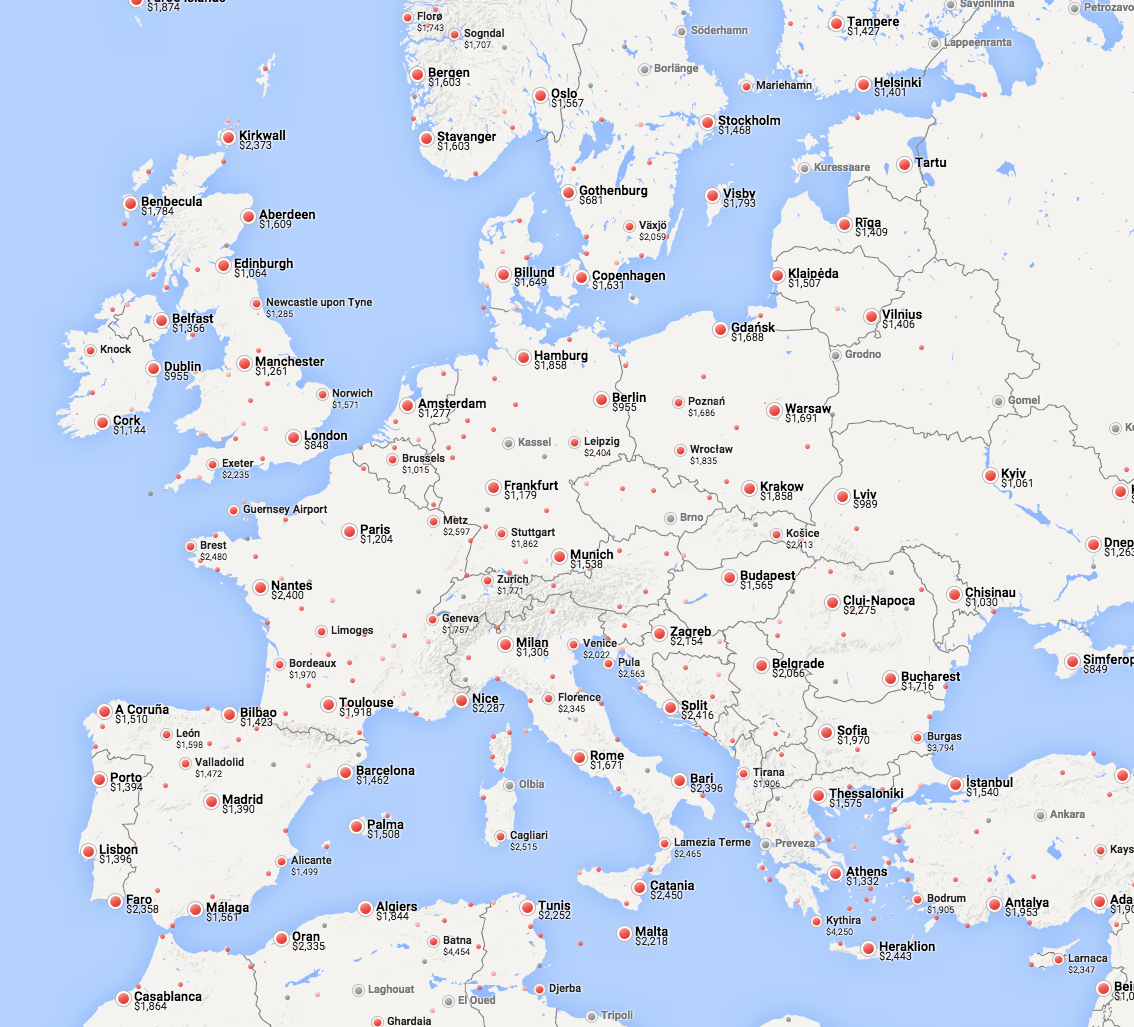 $1,874
Florø
$1,743
Sogndal
$1,707
Söderhamn
Tampere
$1,427
Savonlinna
Lappeenranta
Bergen
$1,603
Borlänge
Oslo
$1,567
Mariehamn
Helsinki
$1,401
Kirkwall
$2,373
Stavanger
$1,603
Stockholm
$1,468
Kuressaare
Tartu
Benbecula
$1,784
Aberdeen
$1,609
Gothenburg
$681
Visby
$1,793
Växjö
$2,059
Rīga
$1,409
Edinburgh
$1,064
Billund
$1,649
Copenhagen
$1,631
Klaipėda
$1,507
Newcastle upon Tyne
$1,285
Belfast
$1,366
Gdańsk
$1,688
Vilnius
$1,406
Knock
Dublin
$955
Manchester
$1,261
Hamburg
$1,858
Grodno
Norwich
$1,571
Amsterdam
$1,277
Berlin
$955
Poznań
$1,686
Warsaw
$1,691
Gomel
Cork
$1,144
London
$848
Kassel
Leipzig
$2,404
Wrocław
$1,835
Exeter
$2,235
Brussels
$1,015
Kyiv
$1,061
Frankfurt
$1,179
Krakow
$1,858
Lviv
$989
Guernsey Airport
Paris
$1,204
Metz
$2,597
Stuttgart
$1,862
Brno
Košice
$2,413
Brest
$2,480
Munich
$1,538
Dnep
$1,263
Nantes
$2,400
Zurich
$1,771
Budapest
$1,565
Cluj-Napoca
$2,275
Chisinau
$1,030
Limoges
Geneva
$1,757
Milan
$1,306
Venice
$2,022
Zagreb
$2,154
Bordeaux
$1,970
Pula
$2,563
Belgrade
$2,066
Simferop
$849
Bucharest
$1,716
A Coruña
$1,510
Bilbao
$1,423
Toulouse
$1,918
Nice
$2,287
Florence
$2,345
Split
$2,416
León
$1,598
Sofia
$1,970
Burgas
$3,794
Valladolid
$1,472
Porto
$1,394
Barcelona
$1,462
Rome
$1,671
Olbia
Bari
$2,396
Tirana
$1,906
İstanbul
$1,540
Madrid
$1,390
Thessaloniki
$1,575
Ankara
Palma
$1,508
Cagliari
$2,515
Lamezia Terme
$2,465
Preveza
Lisbon
$1,396
Alicante
$1,499
Kays
Athens
$1,332
Catania
$2,450
Faro
$2,358
Málaga
$1,561
Algiers
$1,844
Tunis
$2,252
Bodrum
$1,905
Antalya
$1,953
Ada
$1,90
Kythira
$4,250
Oran
$2,335
Batna
$4,454
Malta
$2,218
Heraklion
$2,443
Larnaca
$2,347
Casablanca
$1,864
Laghouat
El Oued
Djerba
Bei
$1,0
Tripoli
Ghardaia